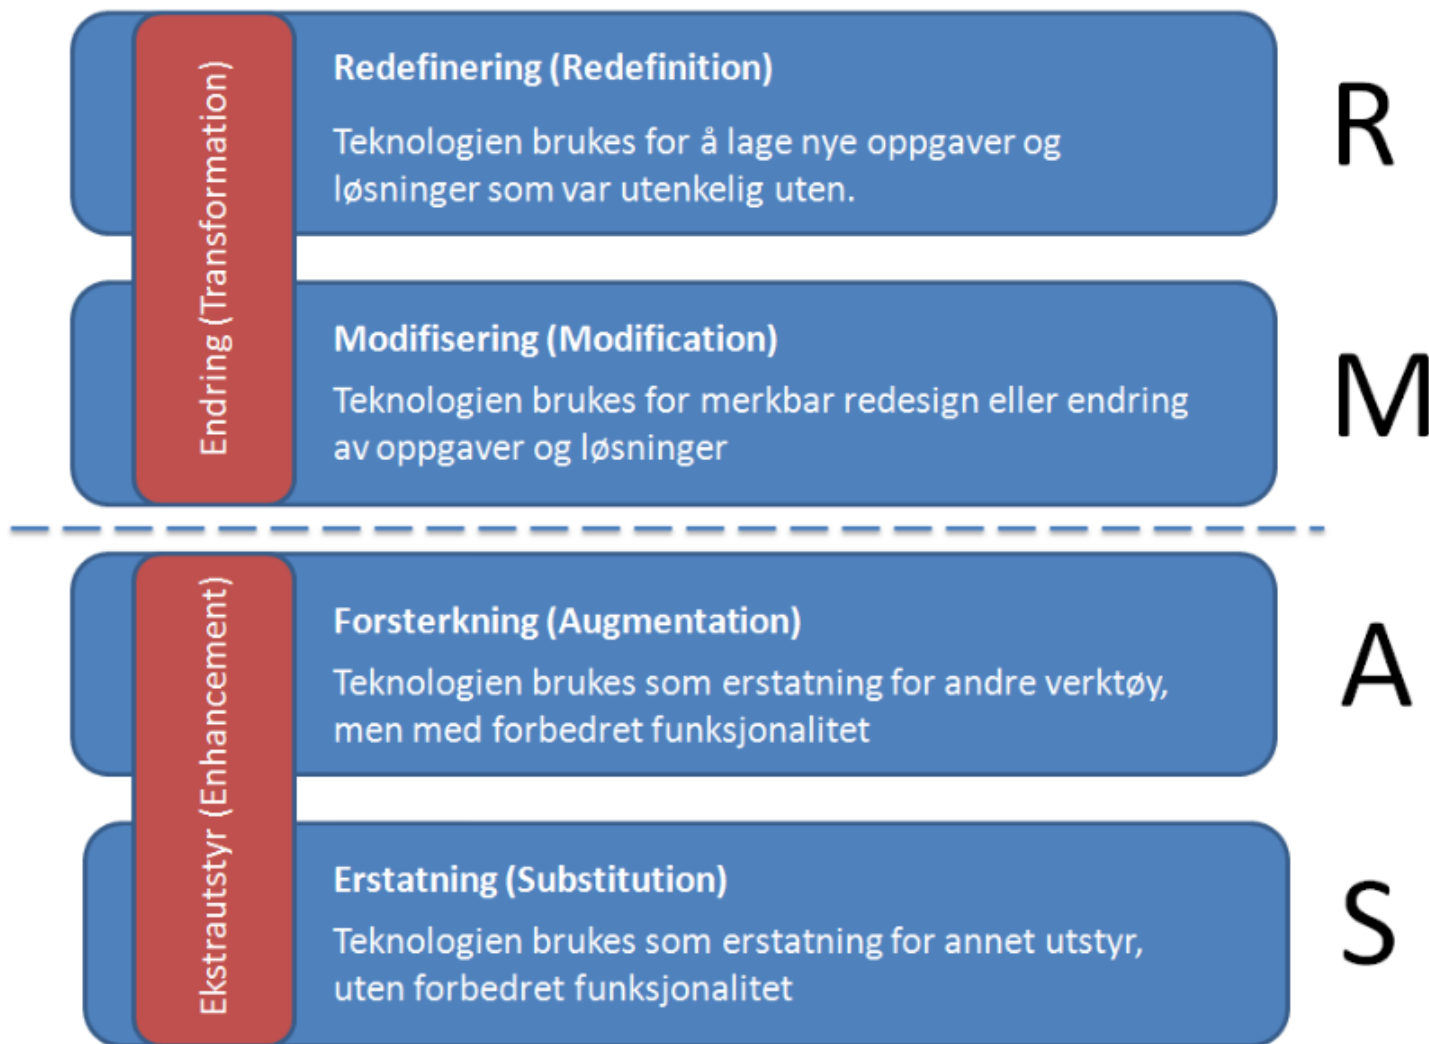 Endring (Transformation)
Redefinering (Redefinition)
Teknologien brukes for å lage nye oppgaver og
løsninger som var utenkelig uten.
R
Modifisering (Modification)
Teknologien brukes for merkbar redesign eller endring
av oppgaver og løsninger
M
Ekstrautstyr (Enhancement)
Forsterkning (Augmentation)
Teknologien brukes som erstatning for andre verktøy,
men med forbedret funksjonalitet
A
Erstatning (Substitution)
Teknologien brukes som erstatning for annet utstyr,
uten forbedret funksjonalitet
S